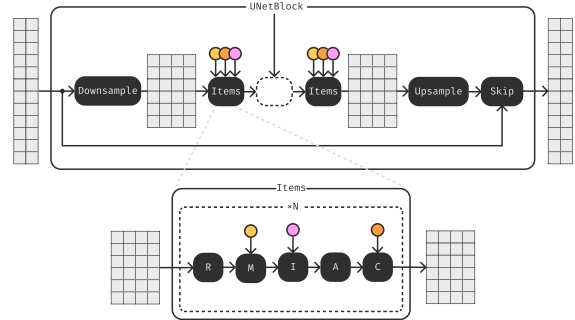 UNetBlock
Downsample
Items
Items
Upsample
Skip
Items
×N
R
M
I
A
C